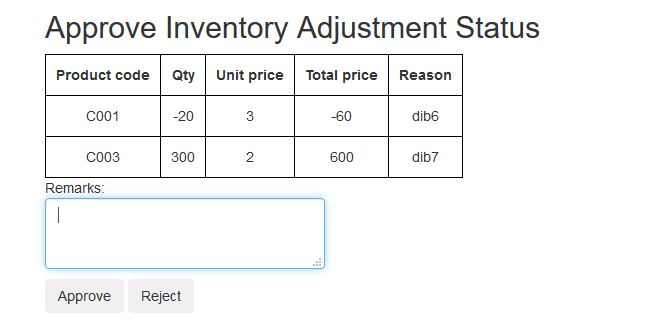 Approve Inventory Adjustment Status
Product code Qty Unit price Total price Reason
C001 -20 3 -60 dib6
C003 300 2 600 dib7
Remarks:
Approve Reject